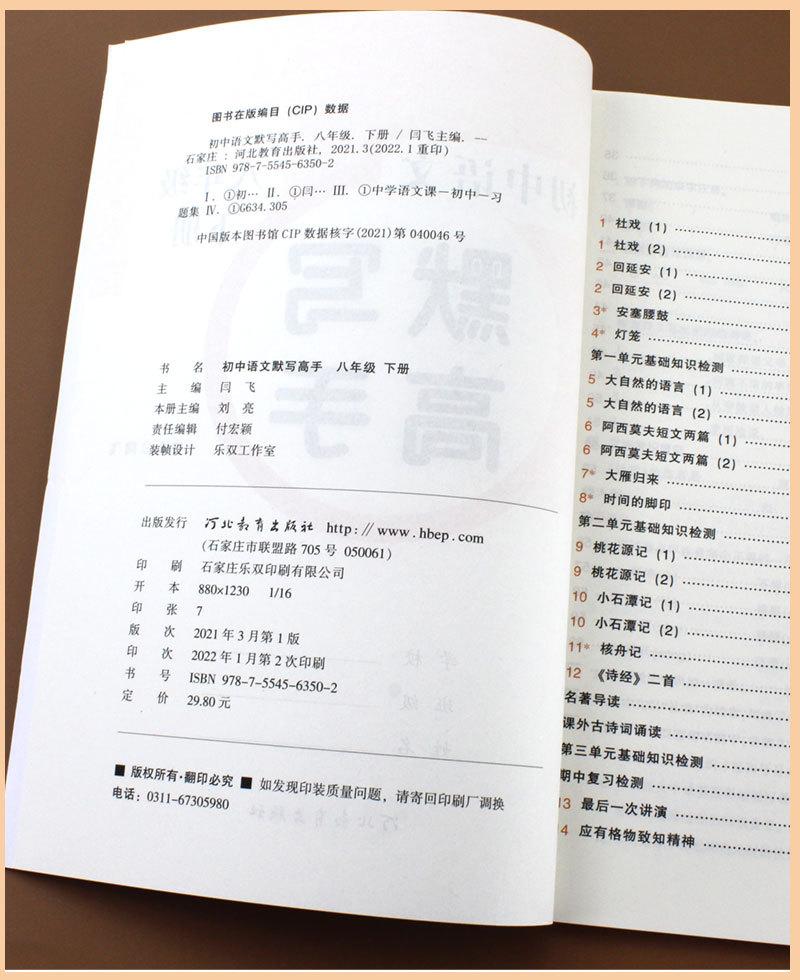 图书在版编目（CIP）数据
初中语文默写高手. 八年级. 下册 / 闫飞主编. —
石家庄：河北教育出版社, 2021.3（2022.1重印）
ISBN 978-7-5545-6350-2
Ⅰ. ①初… Ⅱ. ①闫… Ⅲ. ①中学语文课－初中－习
题集 Ⅳ. ①G634.305
中国版本图书馆CIP数据核字(2021)第040046号
书 名 初中语文默写高手 八年级 下册
主 编 闫飞
本册主编 刘亮
责任编辑 付宏颖
装帧设计 乐双工作室
出版发行 河北教育出版社 http://www.hbep.com
（石家庄市联盟路705号 050061）
印 刷 石家庄乐双印刷有限公司
开 本 880×1230 1/16
印 张 7
版 次 2021年3月第1版
印 次 2022年1月第2次印刷
书 号 ISBN 978-7-5545-6350-2
定 价 29.80元
■ 版权所有·翻印必究 ■ 如发现印装质量问题，请寄回印刷厂调换
电话：0311-67305980
1 社戏（1）
1 社戏（2）
2 回延安（1）
2 回延安（2）
3* 安塞腰鼓
4* 灯笼
第一单元基础知识检测
5 大自然的语言（1）
5 大自然的语言（2）
6 阿西莫夫短文两篇（1）
6 阿西莫夫短文两篇（2）
7* 大雁归来
8* 时间的脚印
第二单元基础知识检测
9 桃花源记（1）
9 桃花源记（2）
10 小石潭记（1）
10 小石潭记（2）
11* 核舟记
12 《诗经》二首
名著导读
课外古诗词诵读
第三单元基础知识检测
期中复习检测
13 最后一次讲演
4 应有格物致知精神